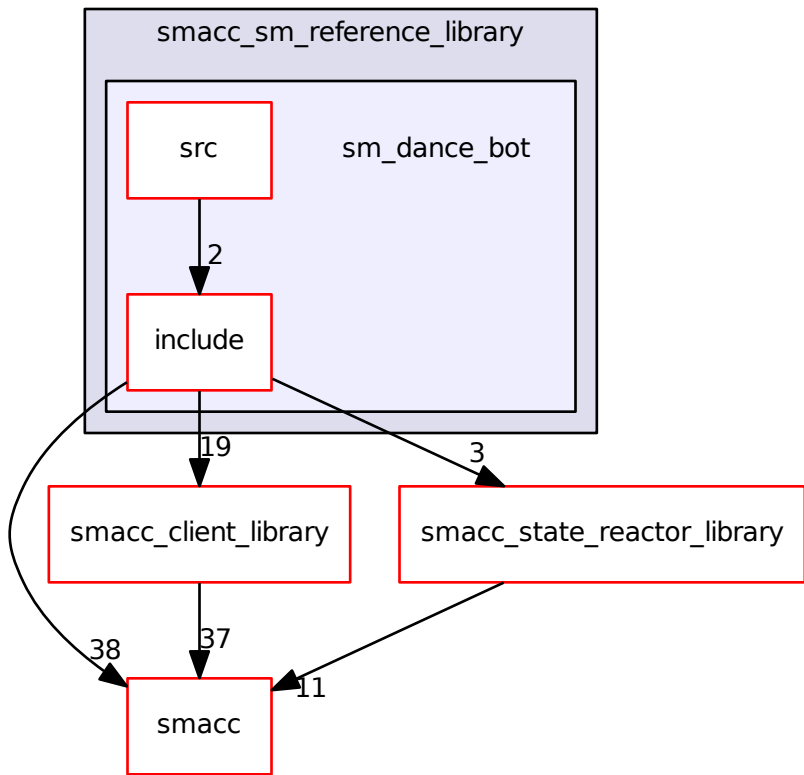 smacc_sm_reference_library
src
sm_dance_bot
2
include
19
3
smacc_client_library
smacc_state_reactor_library
38
37
11
smacc